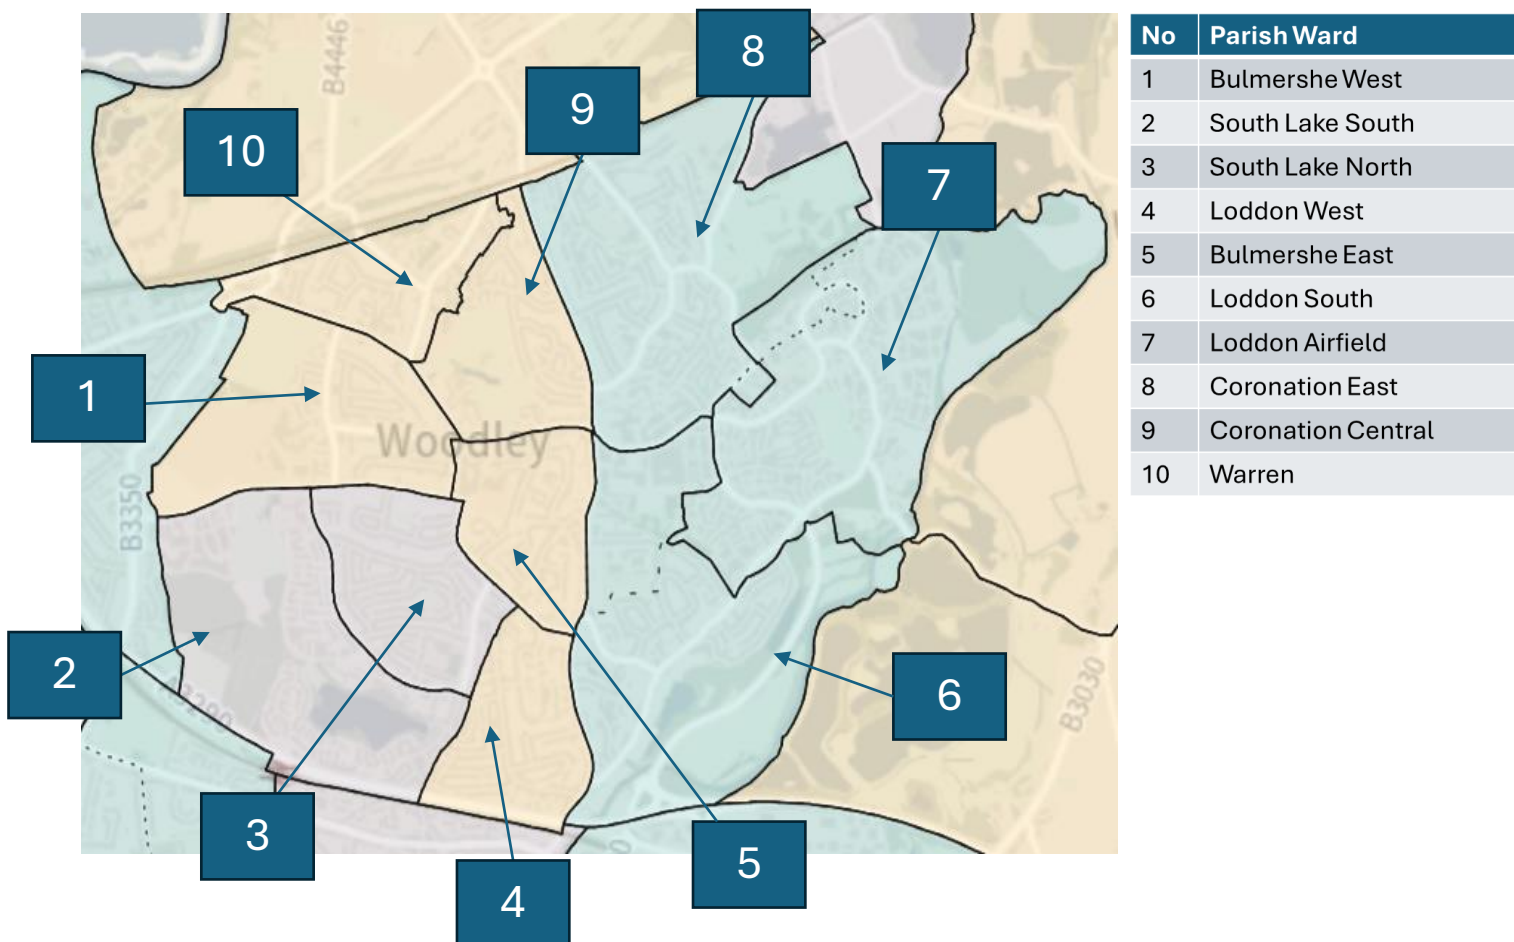 B4446
8
9
10
7
1
Woodley
B3350
2
6
B3030
3
5
4
No Parish Ward
1 Bulmershe West
2 South Lake South
3 South Lake North
4 Loddon West
5 Bulmershe East
6 Loddon South
7 Loddon Airfield
8 Coronation East
9 Coronation Central
10 Warren